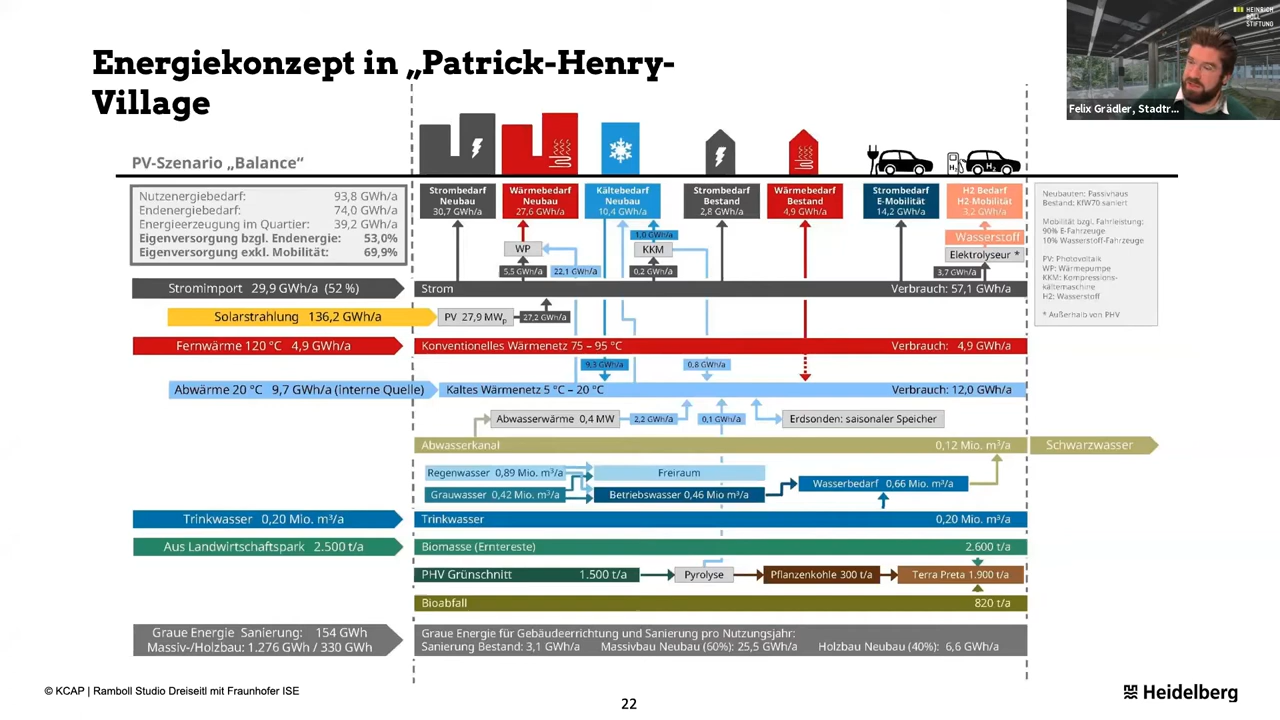 Energiekonzept in „Patrick-Henry-
Village
HEINRICH
BÖLL
STIFTUNG
Felix Grädler, Stadtr...
PV-Szenario „Balance“
Nutzenergiebedarf: 93,8 GWh/a
Endenergiebedarf: 74,0 GWh/a
Energieerzeugung im Quartier: 39,2 GWh/a
Eigenversorgung bzgl. Endenergie: 53,0%
Eigenversorgung exkl. Mobilität: 69,9%
H2
H2
Strombedarf
Neubau
30,7 GWh/a
Wärmebedarf
Neubau
27,6 GWh/a
Kältebedarf
Neubau
10,4 GWh/a
Strombedarf
Bestand
2,8 GWh/a
Wärmebedarf
Bestand
4,9 GWh/a
Strombedarf
E-Mobilität
14,2 GWh/a
H2 Bedarf
H2-Mobilität
3,2 GWh/a
Neubauten: Passivhaus
Bestand: KfW70 saniert
Mobilität bzgl. Fahrleistung:
90% E-Fahrzeuge
10% Wasserstoff-Fahrzeuge
PV: Photovoltaik
WP: Wärmepumpe
KKM: Kompressions-
kältemaschine
H2: Wasserstoff
* Außerhalb von PHV
1,0 GWh/a
Wasserstoff
WP
KKM
Elektrolyseur *
5,5 GWh/a
22,1 GWh/a
0,2 GWh/a
3,7 GWh/a
Stromimport 29,9 GWh/a (52 %)
Strom
Verbrauch: 57,1 GWh/a
Solarstrahlung 136,2 GWh/a
PV 27,9 MWp
27,2 GWh/a
Fernwärme 120 °C 4,9 GWh/a
Konventionelles Wärmenetz 75 – 95 °C
Verbrauch: 4,9 GWh/a
9,3 GWh/a
0,8 GWh/a
Abwärme 20 °C 9,7 GWh/a (interne Quelle)
Kaltes Wärmenetz 5 °C – 20 °C
Verbrauch: 12,0 GWh/a
Abwasserwärme 0,4 MW
2,2 GWh/a
0,1 GWh/a
Erdsonden: saisonaler Speicher
Abwasserkanal
0,12 Mio. m³/a
Schwarzwasser
Regenwasser 0,89 Mio. m³/a
Freiraum
Grauwasser 0,42 Mio. m³/a
Betriebswasser 0,46 Mio m³/a
Wasserbedarf 0,66 Mio. m³/a
Trinkwasser 0,20 Mio. m³/a
Trinkwasser
0,20 Mio. m³/a
Aus Landwirtschaftspark 2.500 t/a
Biomasse (Erntereste)
2.600 t/a
PHV Grünschnitt 1.500 t/a
Pyrolyse
Pflanzenkohle 300 t/a
Terra Preta 1.900 t/a
Bioabfall
820 t/a
Graue Energie Sanierung: 154 GWh
Massiv-/Holzbau: 1.276 GWh / 330 GWh
Graue Energie für Gebäudeerrichtung und Sanierung pro Nutzungsjahr:
Sanierung Bestand: 3,1 GWh/a Massivbau Neubau (60%): 25,5 GWh/a Holzbau Neubau (40%): 6,6 GWh/a
© KCAP | Ramboll Studio Dreiseitl mit Fraunhofer ISE
22
Heidelberg